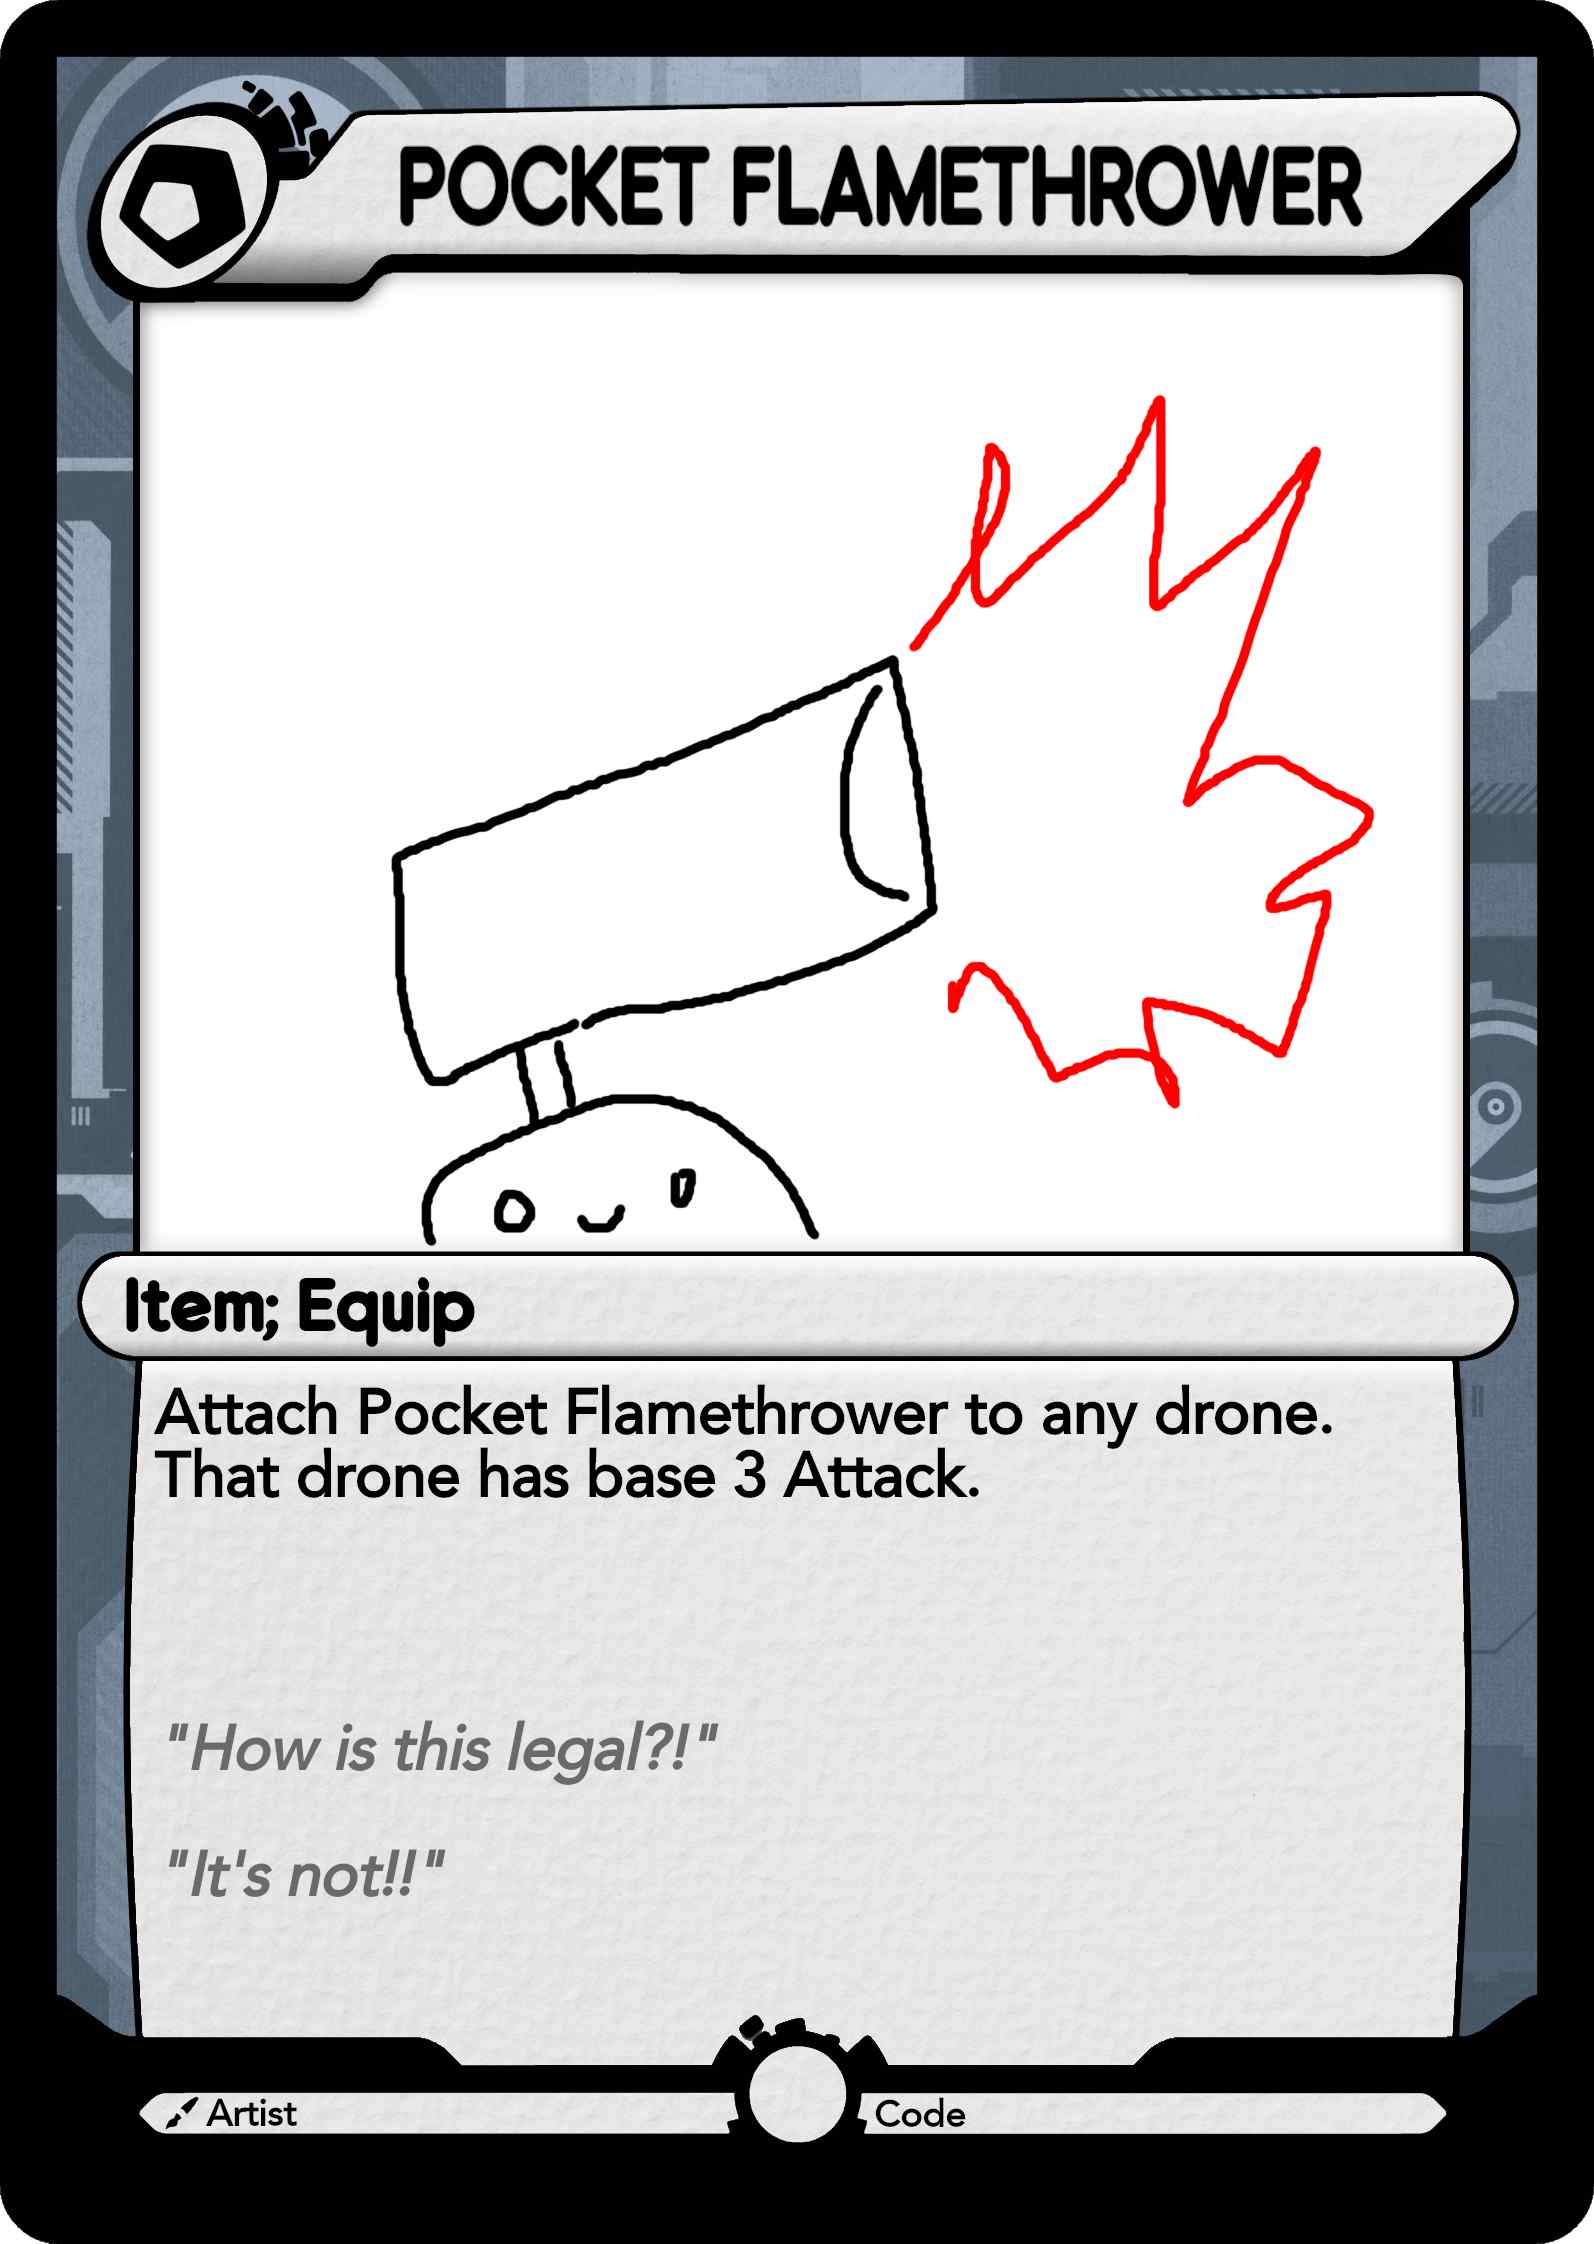 POCKET FLAMETHROWER
Item; Equip
Attach Pocket Flamethrower to any drone.
That drone has base 3 Attack.
"How is this legal?!"
"It's not!!"
Artist
Code